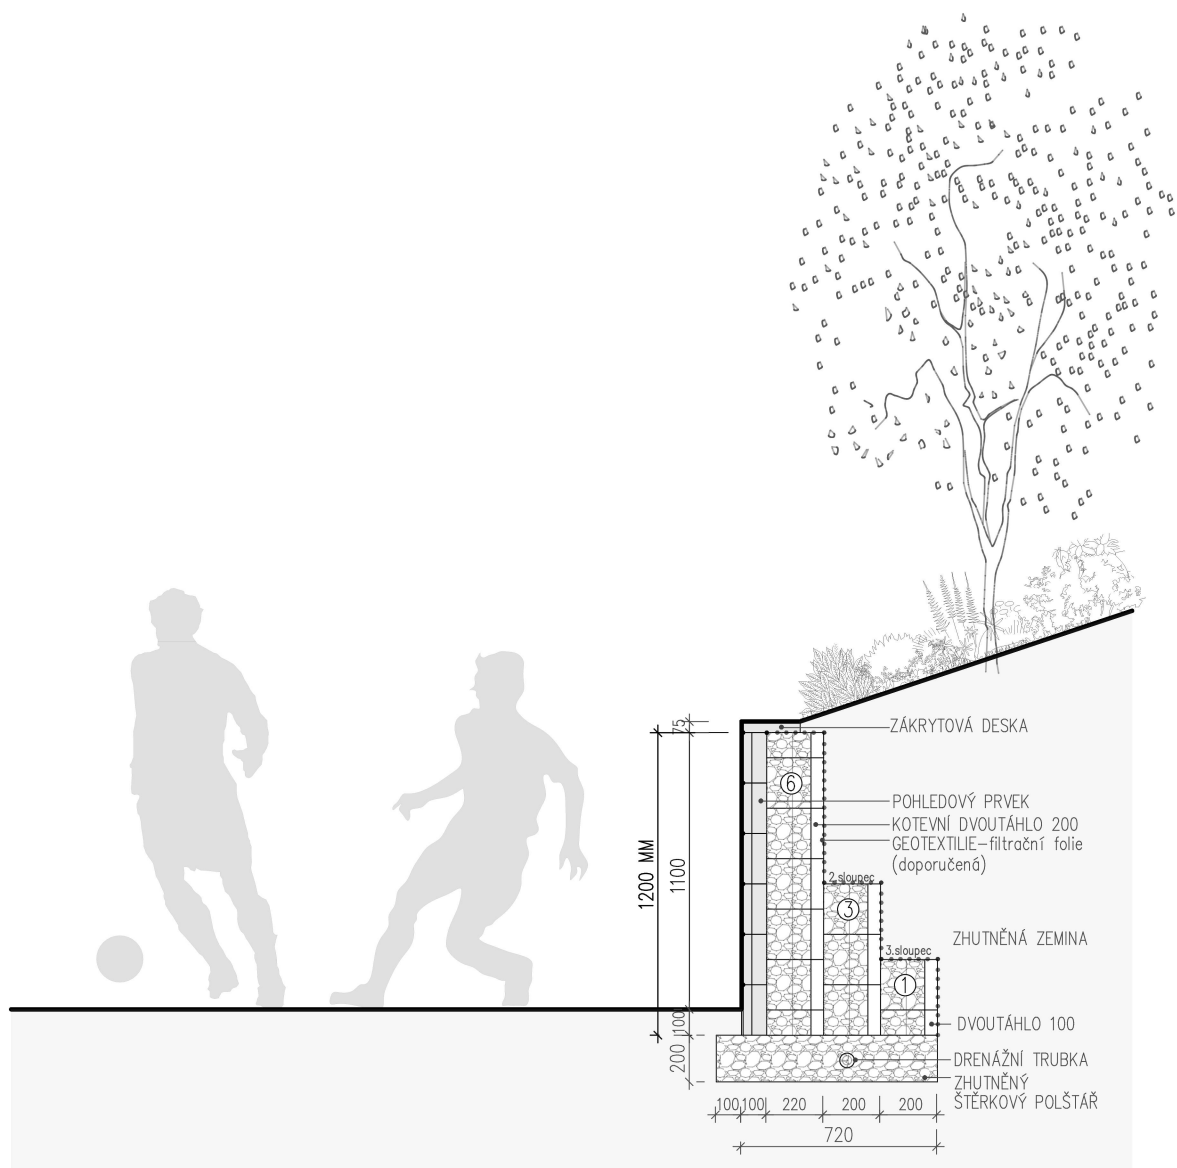 75
ZÁKRYTOVÁ DESKA
6
POHLEDOVÝ PRVEK
KOTEVNÍ DVOUTÁHLO 200
GEOTEXTILIE-filtrační folie
(doporučená)
1200 MM
1100
2.sloupec
3
ZHUTNĚNÁ ZEMINA
3.sloupec
1
100
DVOUTÁHLO 100
200
DRENÁŽNÍ TRUBKA
ZHUTNĚNÝ
ŠTĚRKOVÝ POLŠTÁŘ
100 100 220 200 200
720